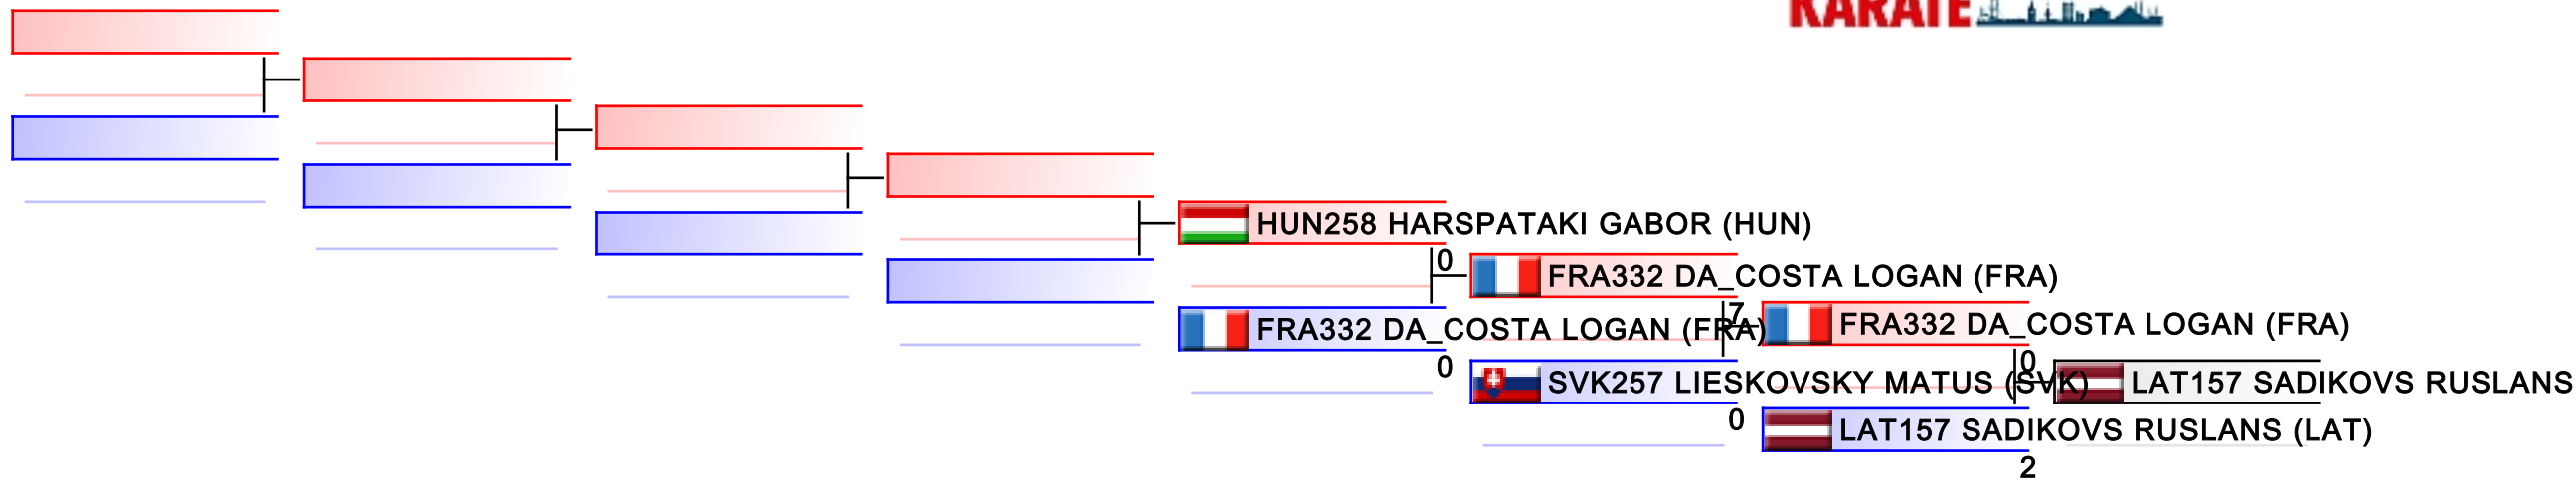 KARATE
HUN258 HARSPATAKI GABOR (HUN)
0
FRA332 DA_COSTA LOGAN (FRA)
FRA332 DA_COSTA LOGAN (FRA)
0
7
SVK257 LIESKOVSKY MATUS (SVK)
0
FRA332 DA_COSTA LOGAN (FRA)
0
LAT157 SADIKOVS RUSLANS (LAT)
2
LAT157 SADIKOVS RUSLANS